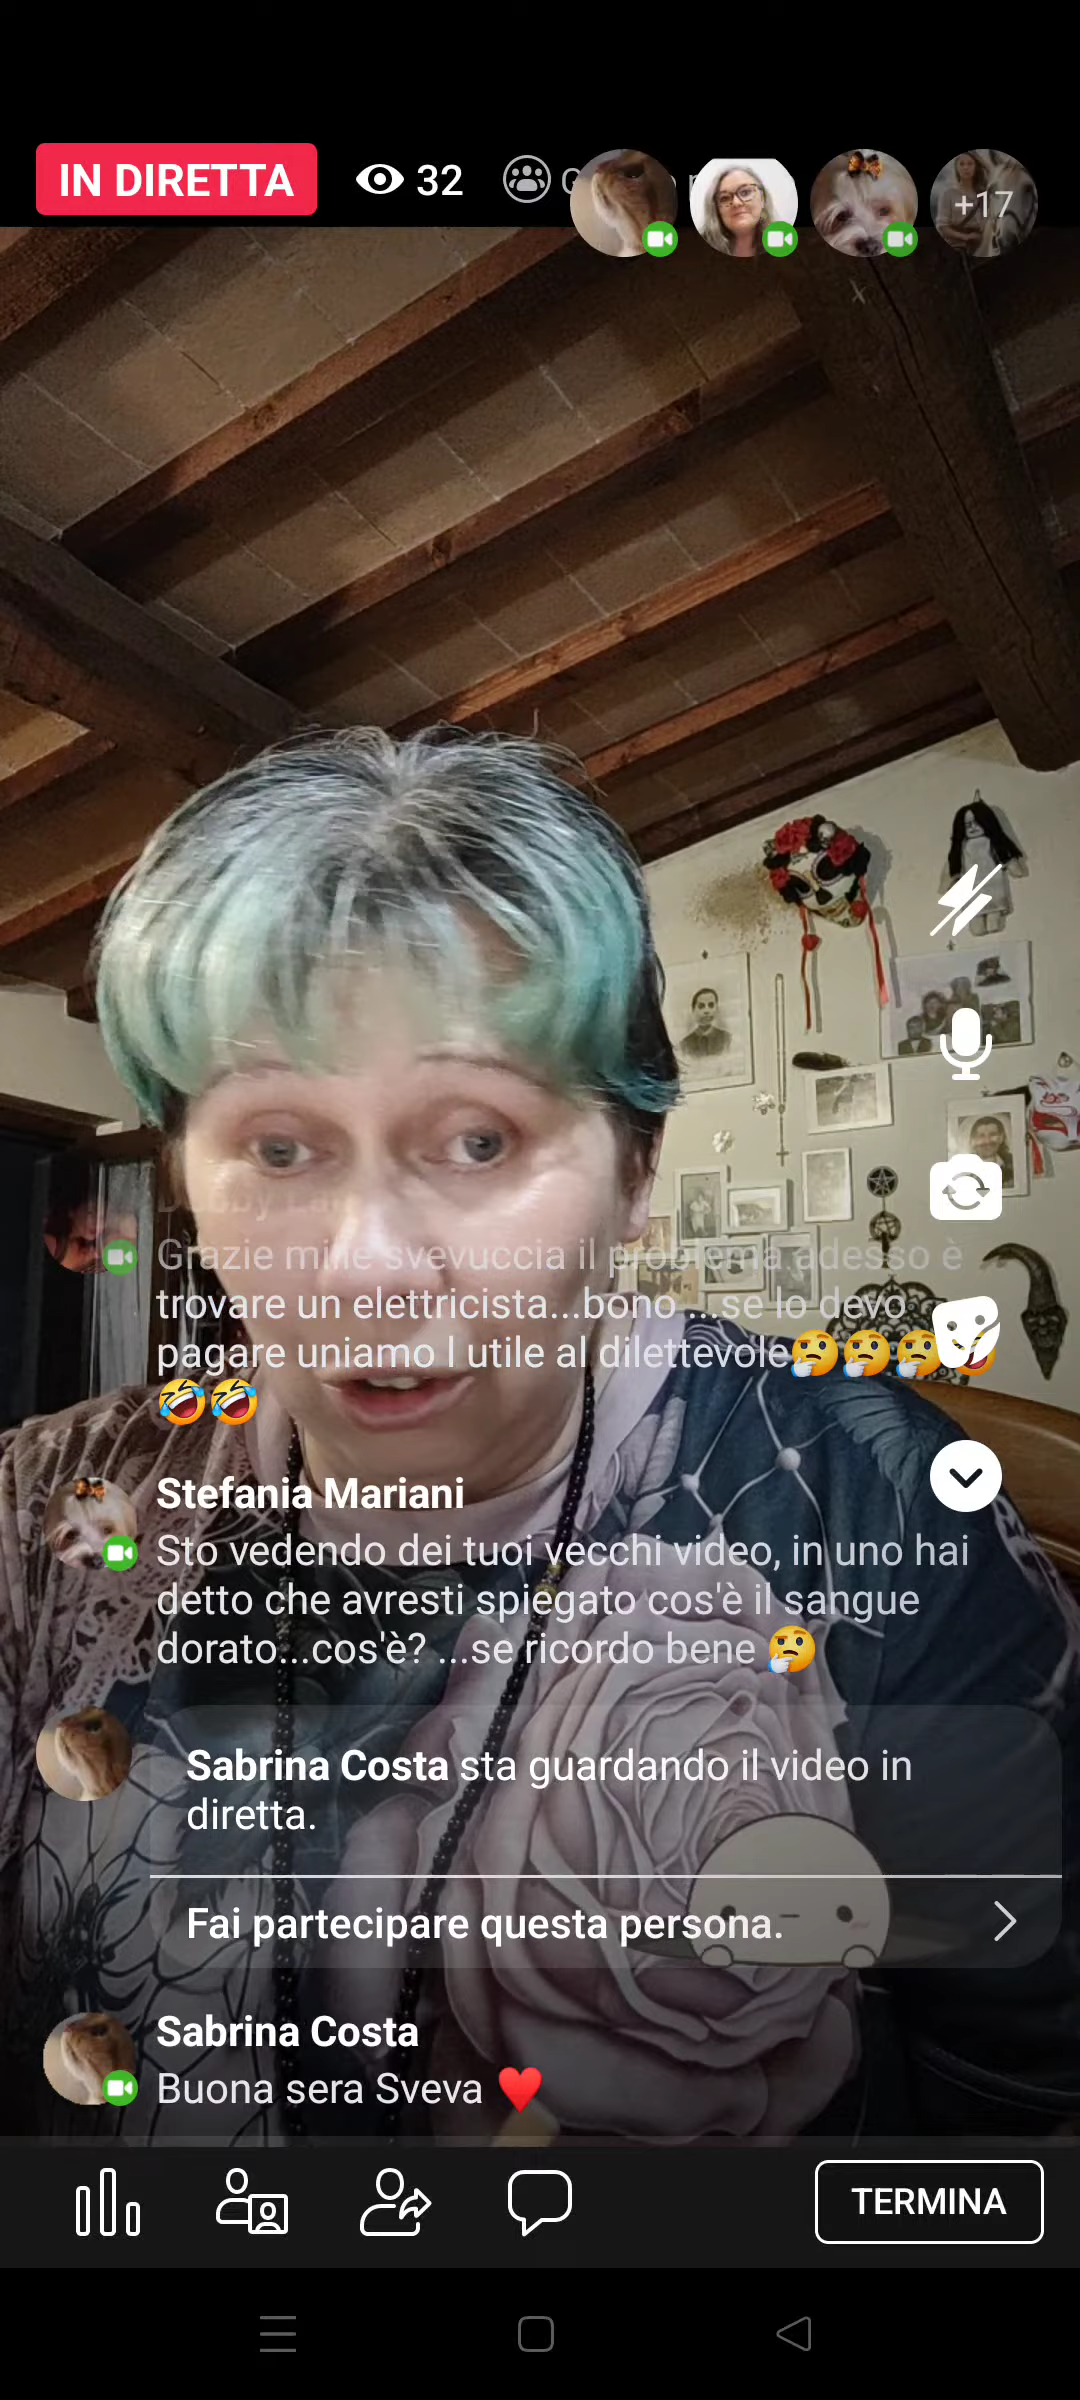 IN DIRETTA
32
+17
Grazie mille svevuccia il problema adesso è
trovare un elettricista...bono ...se lo devo
pagare uniamo l utile al dilettevole🤔🤔🤔🤣
🤣🤣
Stefania Mariani
Sto vedendo dei tuoi vecchi video, in uno hai
detto che avresti spiegato cos'è il sangue
dorato...cos'è? ...se ricordo bene 🤔
Sabrina Costa sta guardando il video in
diretta.
Fai partecipare questa persona.
Sabrina Costa
Buona sera Sveva ♥️
TERMINA